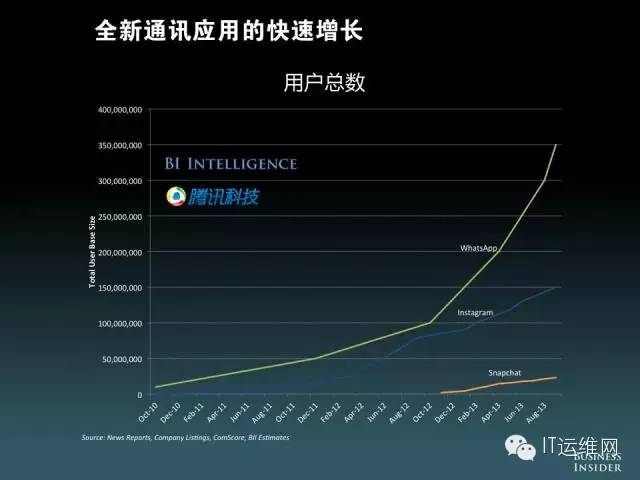 全新通讯应用的快速增长
用户总数
400,000,000
350,000,000
300,000,000
250,000,000
200,000,000
150,000,000
100,000,000
50,000,000
0
Total User Base Size
BI INTELLIGENCE
腾讯科技
WhatsApp
Instagram
Snapchat
Oct-10
Dec-10
Feb-11
Apr-11
Jun-11
Aug-11
Oct-11
Dec-11
Feb-12
Apr-12
Jun-12
Aug-12
Oct-12
Dec-12
Feb-13
Apr-13
Jun-13
Aug-13
Source: News Reports, Company Listings, ComScore, BII Estimates
IT运维网
BUSINESS
INSIDER